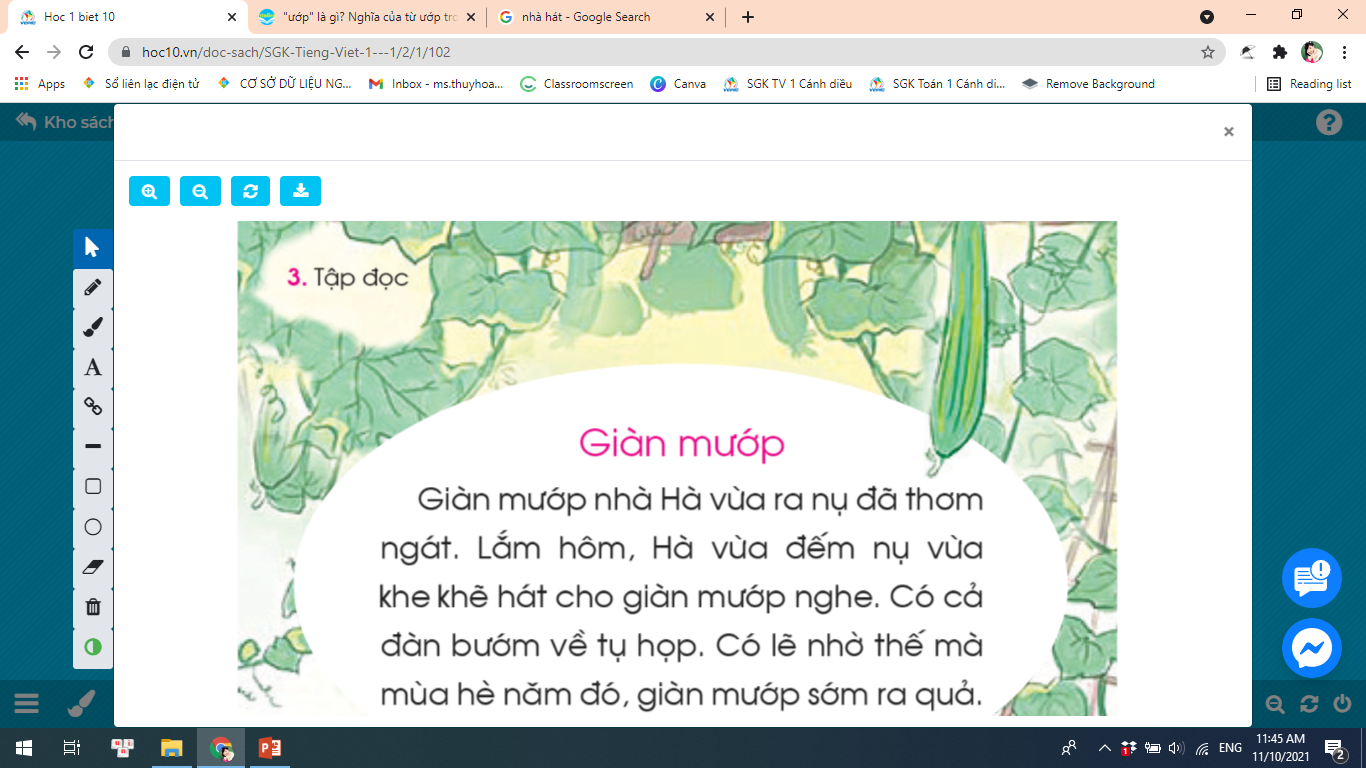 Hoc 1 biet 10
"ướp" là gì? Nghĩa của từ ướp tro
nhà hát - Google Search
hoc10.vn/doc-sach/SGK-Tieng-Viet-1---1/2/1/102
Apps
Sổ liên lạc điện tử
CƠ SỞ DỮ LIỆU NG...
Inbox - ms.thuyhoa...
Classroomscreen
Canva
SGK TV 1 Cánh diều
SGK Toán 1 Cánh di...
Remove Background
Reading list
Kho sách
3. Tập đọc
Giàn mướp
Giàn mướp nhà Hà vừa ra nụ đã thơm
ngát. Lắm hôm, Hà vừa đếm nụ vừa
khe khẽ hát cho giàn mướp nghe. Có cả
đàn bướm về tụ họp. Có lẽ nhờ thế mà
mùa hè năm đó, giàn mướp sớm ra quả.
A
ENG
11:45 AM
11/10/2021
2